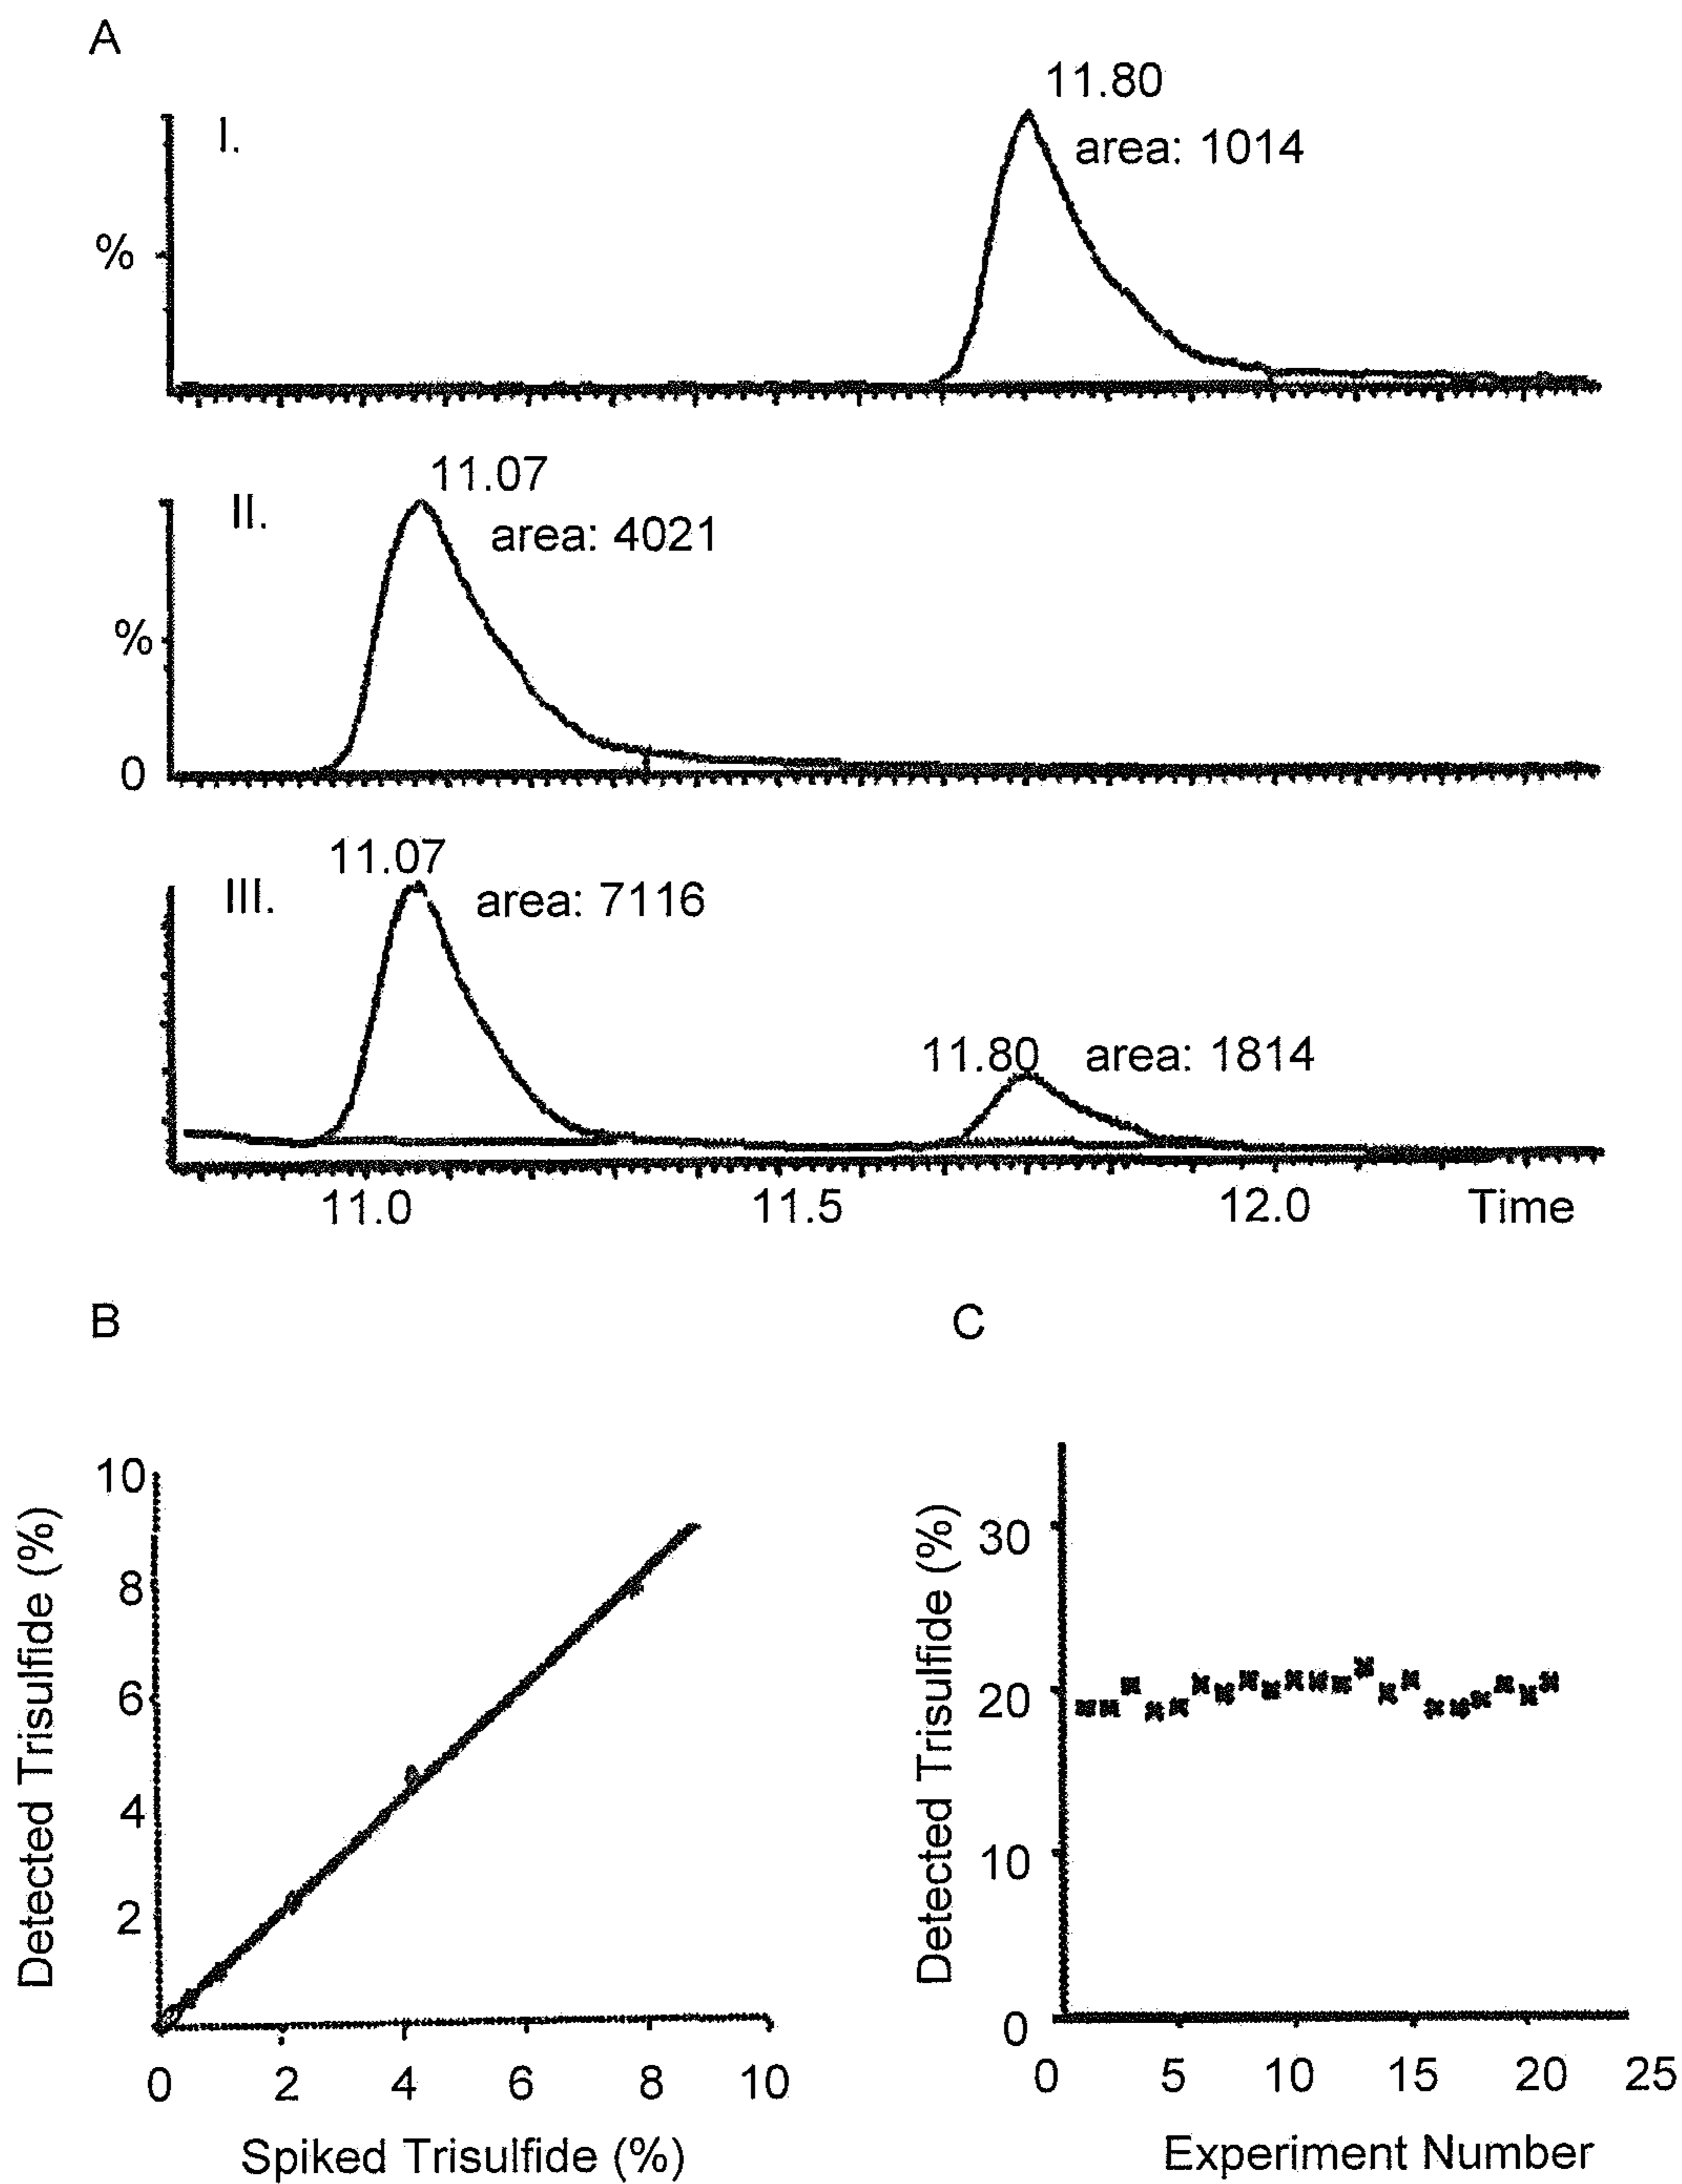 A
I.
11.80
area: 1014
%
II.
11.07
area: 4021
%
0
III.
11.07
area: 7116
11.80 area: 1814
11.0 11.5 12.0 Time
B
Detected Trisulfide (%)
10
8
6
4
2
0 2 4 6 8 10
Spiked Trisulfide (%)
C
Detected Trisulfide (%)
30
20
10
0
0 5 10 15 20 25
Experiment Number